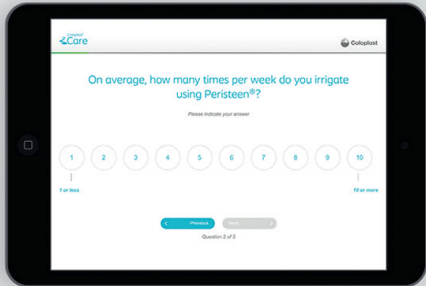 Coloplast®
Care
Coloplast
On average, how many times per week do you irrigate
using Peristeen®?
Please indicate your answer
1 2 3 4 5 6 7 8 9 10
1 or less 10 or more
Previous Next
Question 2 of 3